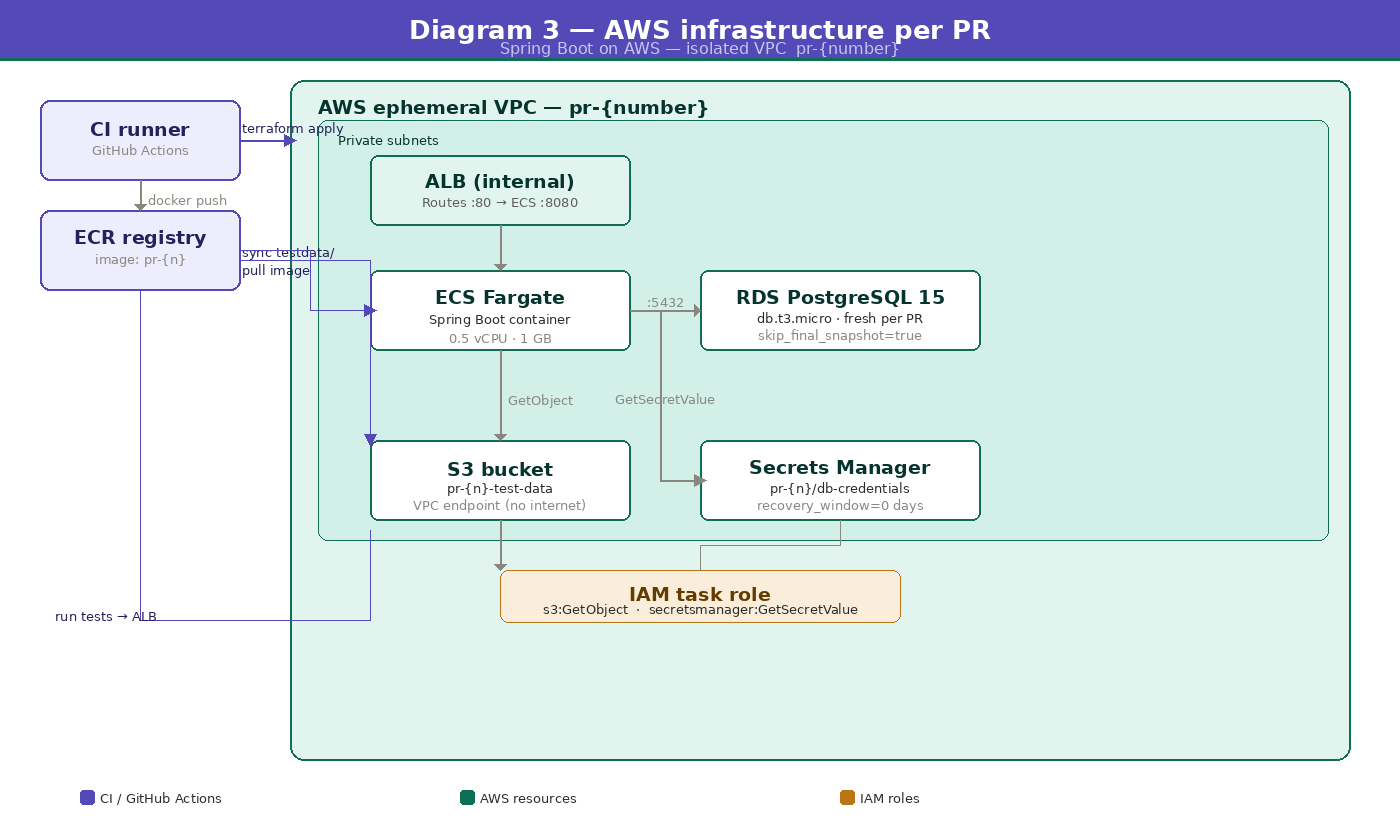 Diagram 3 — AWS infrastructure per PR
Spring Boot on AWS — isolated VPC pr-{number}
AWS ephemeral VPC — pr-{number}
CI runner
GitHub Actions
terraform apply
Private subnets
docker push
ALB (internal)
Routes :80 → ECS :8080
ECR registry
image: pr-{n}
sync testdata/
pull image
ECS Fargate
Spring Boot container
0.5 vCPU · 1 GB
:5432
RDS PostgreSQL 15
db.t3.micro · fresh per PR
skip_final_snapshot=true
GetObject
GetSecretValue
S3 bucket
pr-{n}-test-data
VPC endpoint (no internet)
Secrets Manager
pr-{n}/db-credentials
recovery_window=0 days
IAM task role
s3:GetObject · secretsmanager:GetSecretValue
run tests → ALB
CI / GitHub Actions
AWS resources
IAM roles